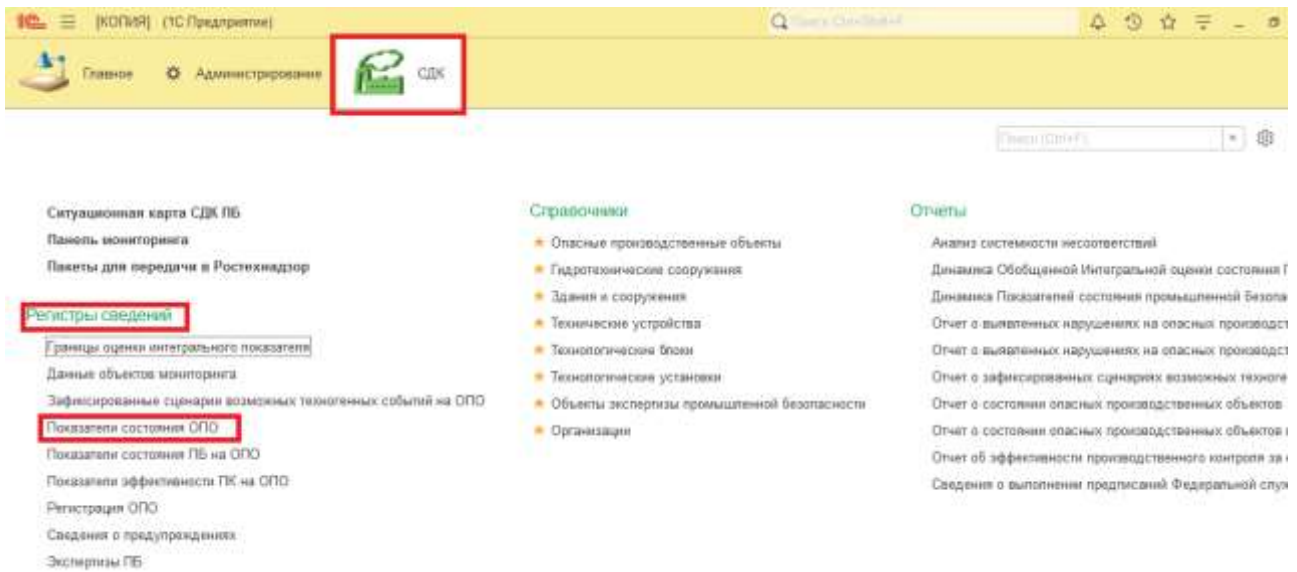 1С [КОПИЯ] (1С:Предприятие) Поиск Ctrl+Shift+F
Главное Администрирование СДК
Поиск (Ctrl+F)
Ситуационная карта СДК ПБ
Панель мониторинга
Пакеты для передачи в Ростехнадзор
Регистры сведений
Границы оценки интегрального показателя
Данные объектов мониторинга
Зафиксированные сценарии возможных техногенных событий на ОПО
Показатели состояния ОПО
Показатели состояния ПБ на ОПО
Показатели эффективности ПК на ОПО
Регистрация ОПО
Сведения о предупреждениях
Экспертизы ПБ
Справочники
Опасные производственные объекты
Гидротехнические сооружения
Здания и сооружения
Технические устройства
Технологические блоки
Технологические установки
Объекты экспертизы промышленной безопасности
Организации
Отчеты
Анализ системности несоответствий
Динамика Обобщенной Интегральной оценки состояния П
Динамика Показателей состояния промышленной безопа
Отчет о выявленных нарушениях на опасных производст
Отчет о выявленных нарушениях на опасных производст
Отчет о зафиксированных сценариях возможных техноге
Отчет о состоянии опасных производственных объектов
Отчет о состоянии опасных производственных объектов
Отчет об эффективности производственного контроля за
Сведения о выполнении предписаний Федеральной служ